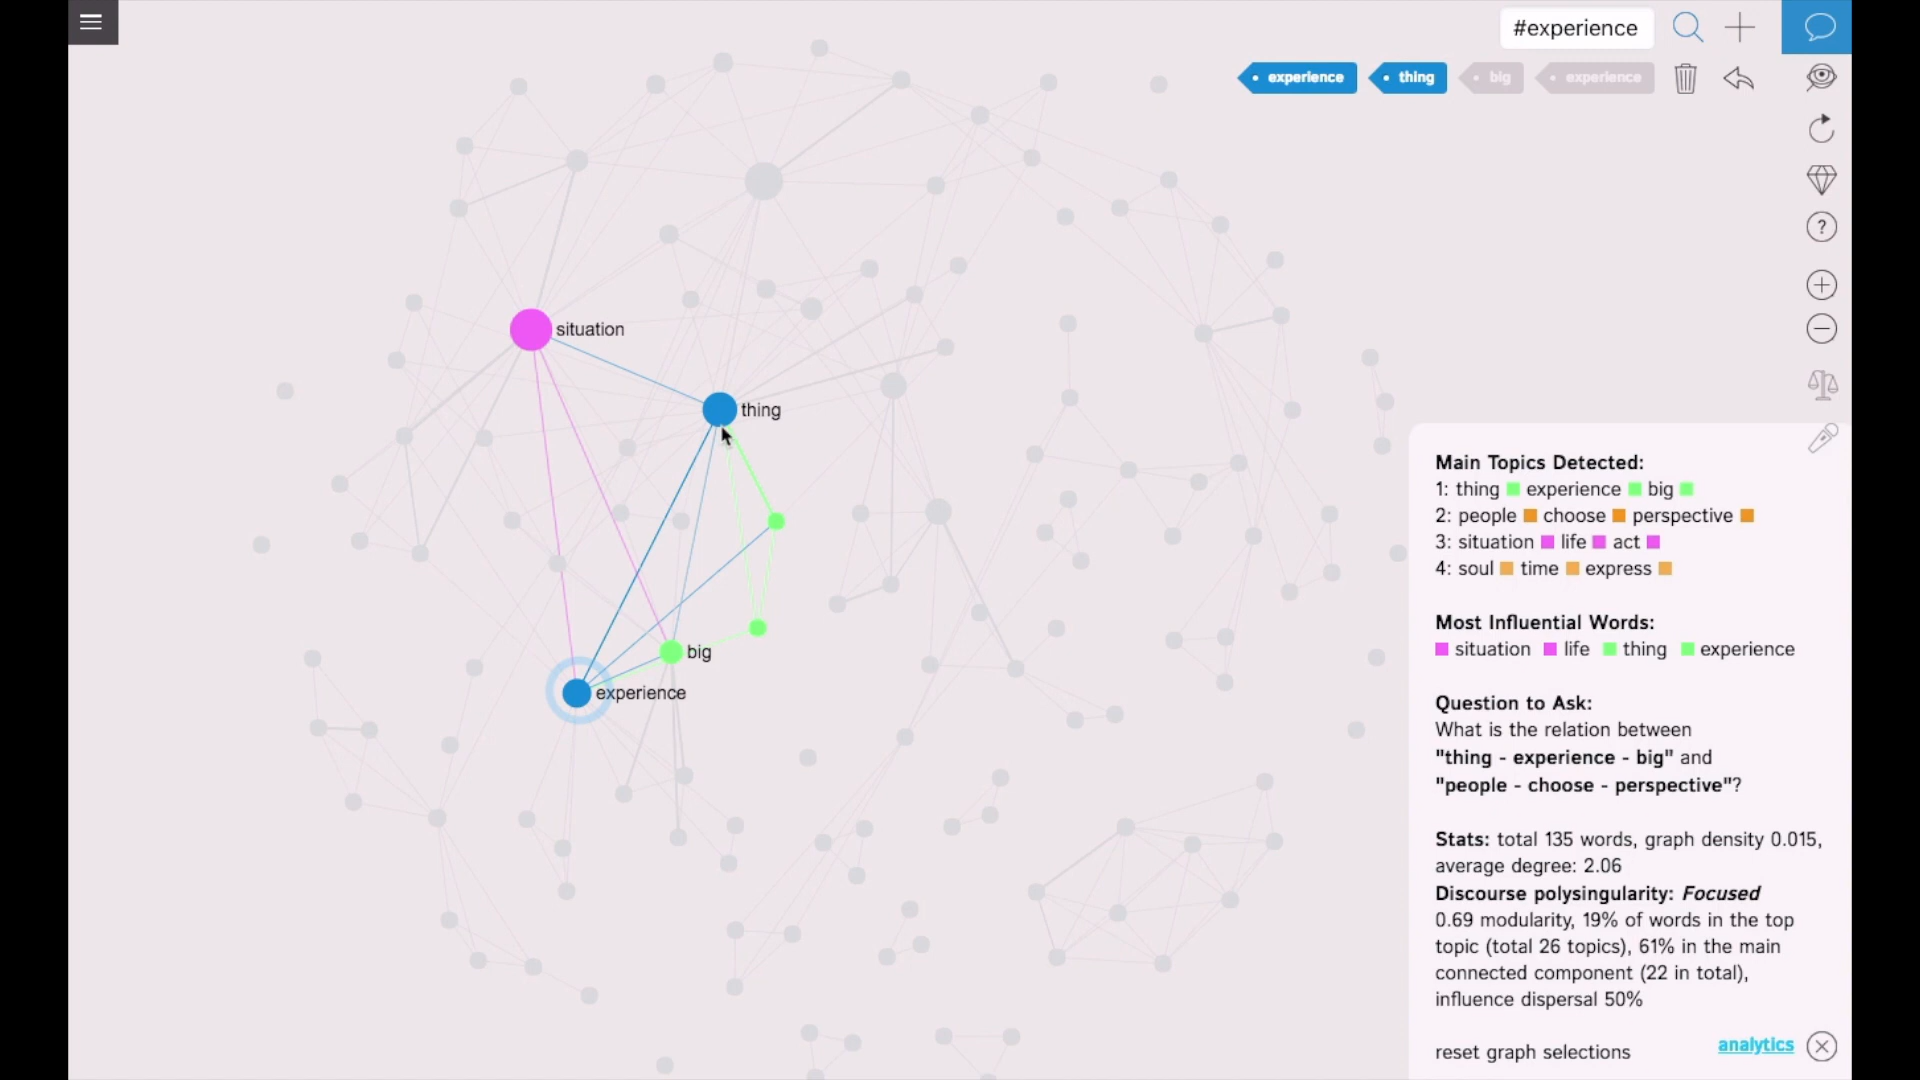 #experience
experience
thing
big
experience
?
situation
thing
big
experience
Main Topics Detected:
1: thing experience big
2: people choose perspective
3: situation life act
4: soul time express
Most Influential Words:
situation life thing experience
Question to Ask:
What is the relation between
"thing - experience - big" and
"people - choose - perspective"?
Stats: total 135 words, graph density 0.015,
average degree: 2.06
Discourse polysingularity: Focused
0.69 modularity, 19% of words in the top
topic (total 26 topics), 61% in the main
connected component (22 in total),
influence dispersal 50%
reset graph selections
analytics